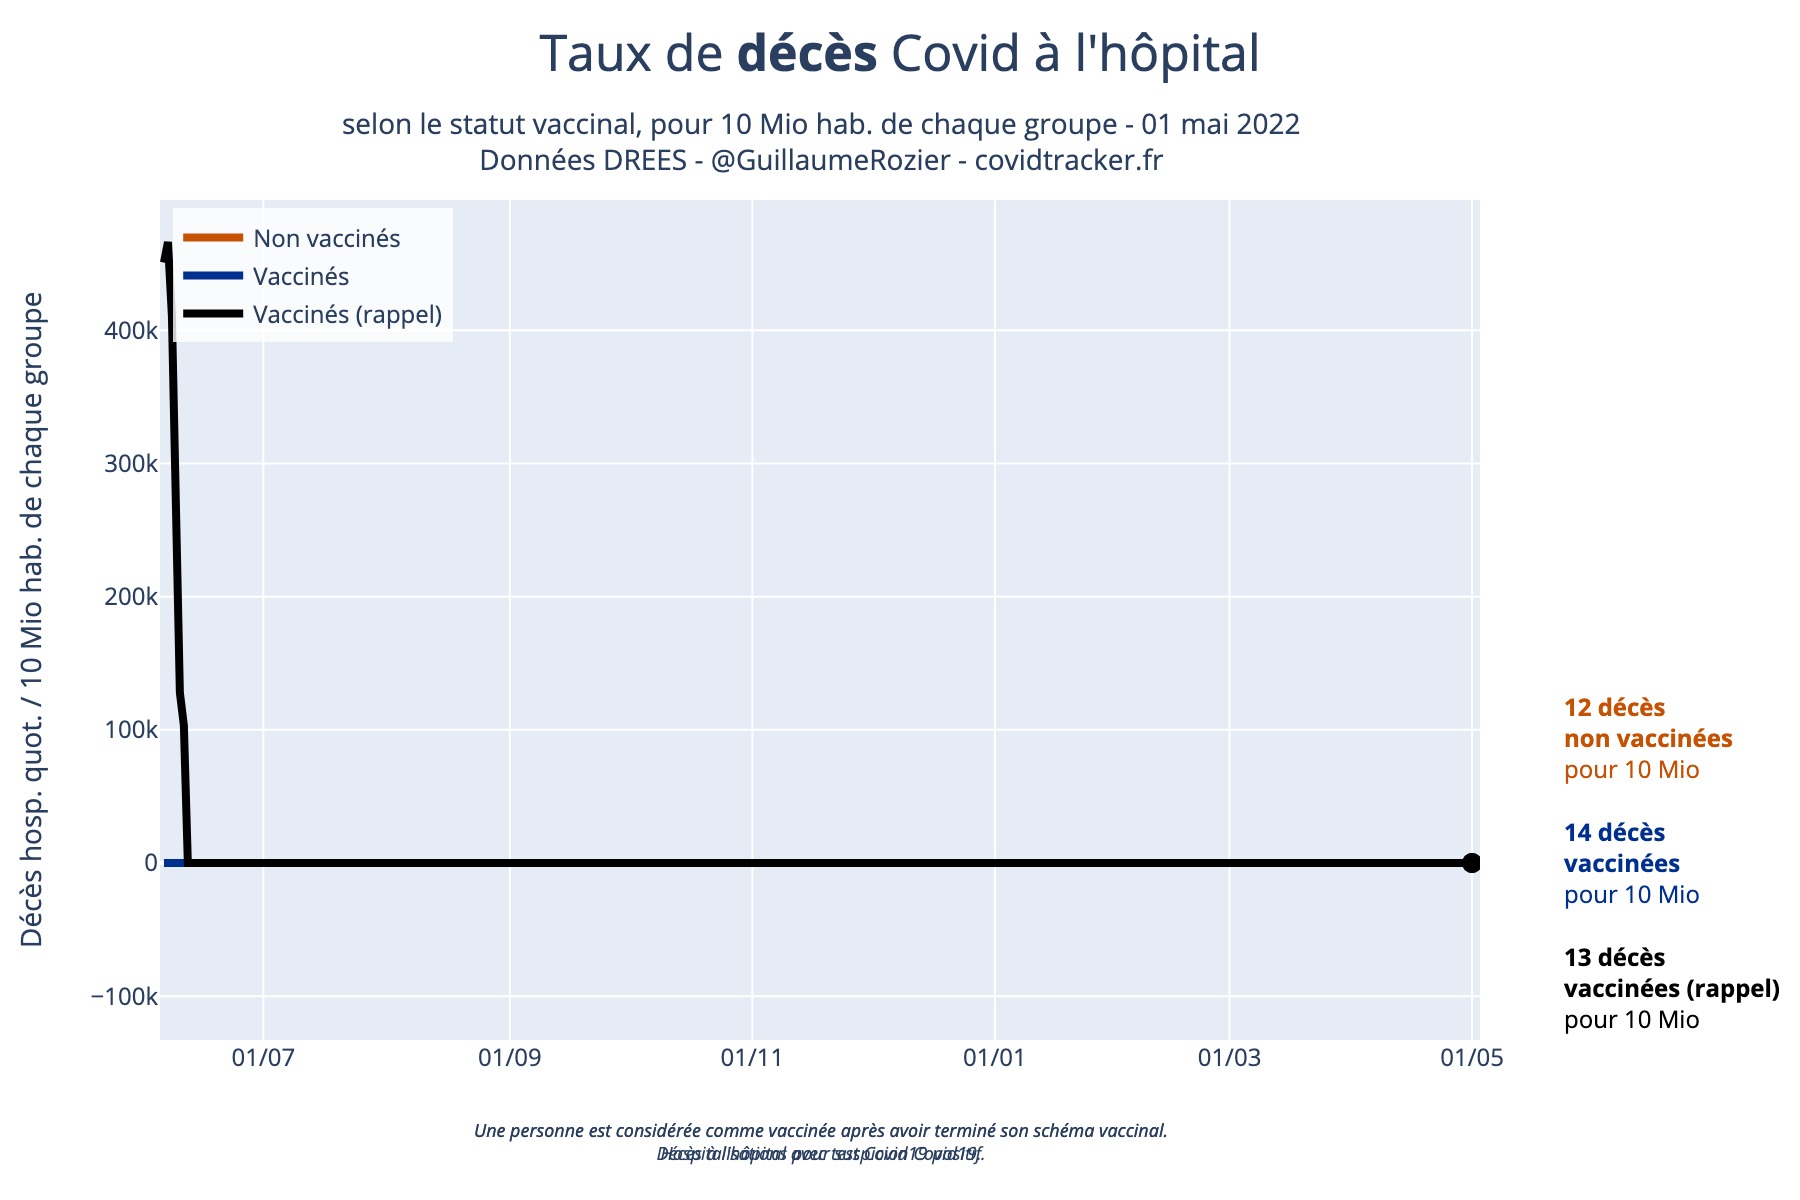 Taux de décès Covid à l'hôpital
selon le statut vaccinal, pour 10 Mio hab. de chaque groupe - 01 mai 2022
Données DREES - @GuillaumeRozier - covidtracker.fr
Non vaccinés
Vaccinés
Vaccinés (rappel)
Décès hosp. quot. / 10 Mio hab. de chaque groupe
400k
300k
200k
100k
0
−100k
01/07
01/09
01/11
01/01
01/03
01/05
12 décès
non vaccinées
pour 10 Mio
14 décès
vaccinées
pour 10 Mio
13 décès
vaccinées (rappel)
pour 10 Mio
Une personne est considérée comme vaccinée après avoir terminé son schéma vaccinal.